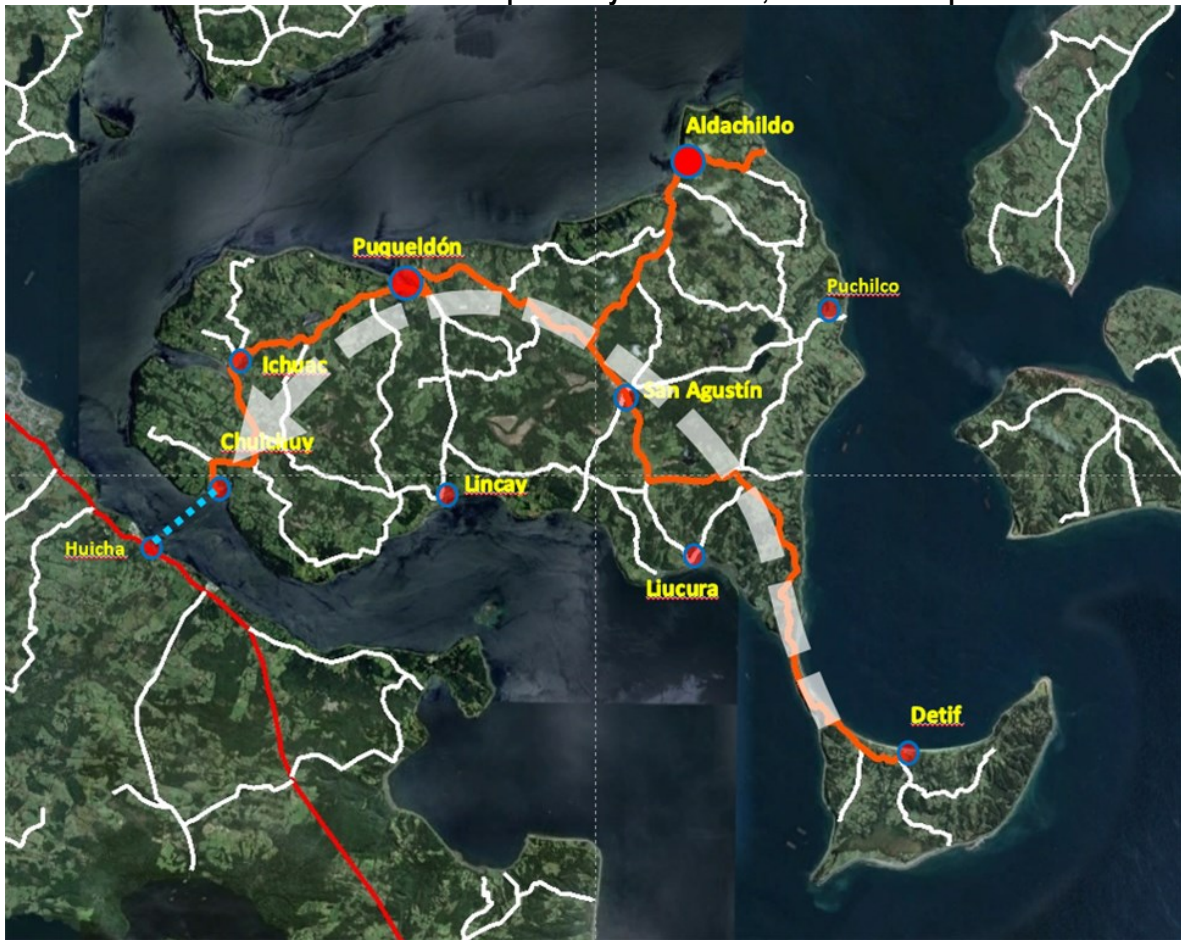 Aldachildo
Puqueldón
Puchilco
Ichuac
San Agustín
Chulchuy
Lincay
Huicha
Liucura
Detif